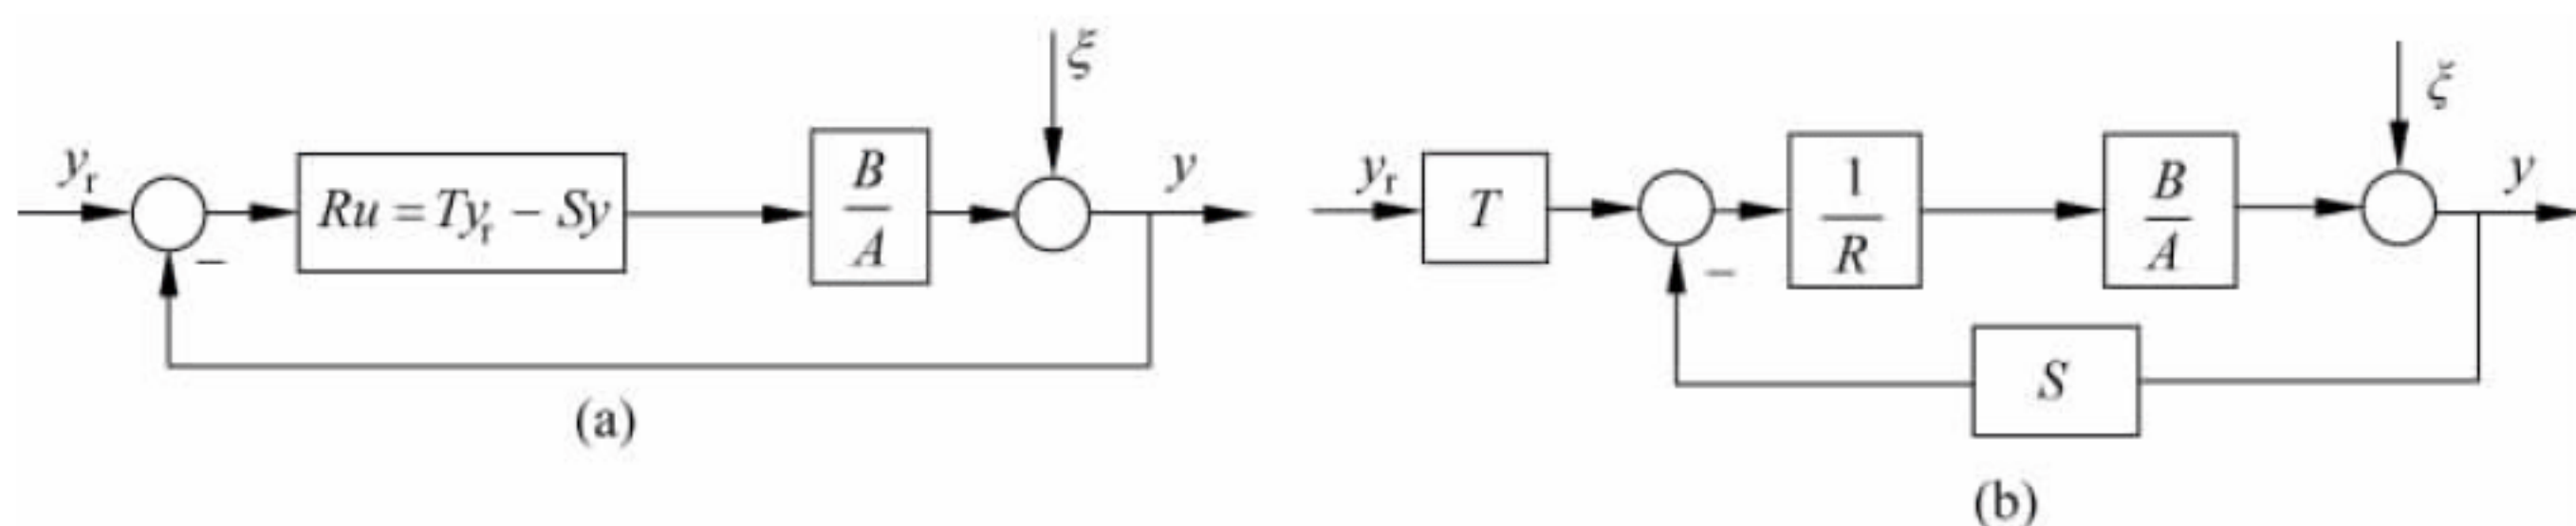 ξ
y_r
Ru = Ty_r − Sy
B
A
y
−
(a)
ξ
y_r
T
1
R
B
A
y
−
S
(b)